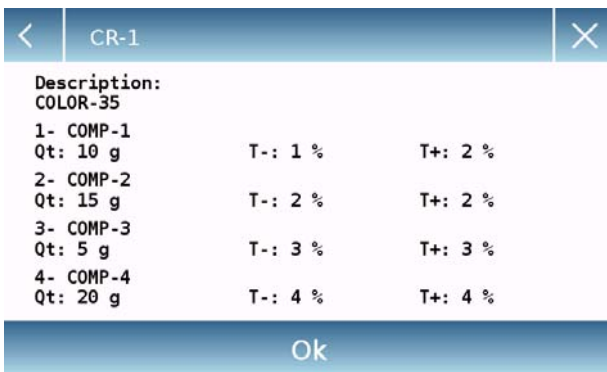 CR-1
Description:
COLOR-35
1- COMP-1
Qt: 10 g T-: 1 % T+: 2 %
2- COMP-2
Qt: 15 g T-: 2 % T+: 2 %
3- COMP-3
Qt: 5 g T-: 3 % T+: 3 %
4- COMP-4
Qt: 20 g T-: 4 % T+: 4 %
Ok